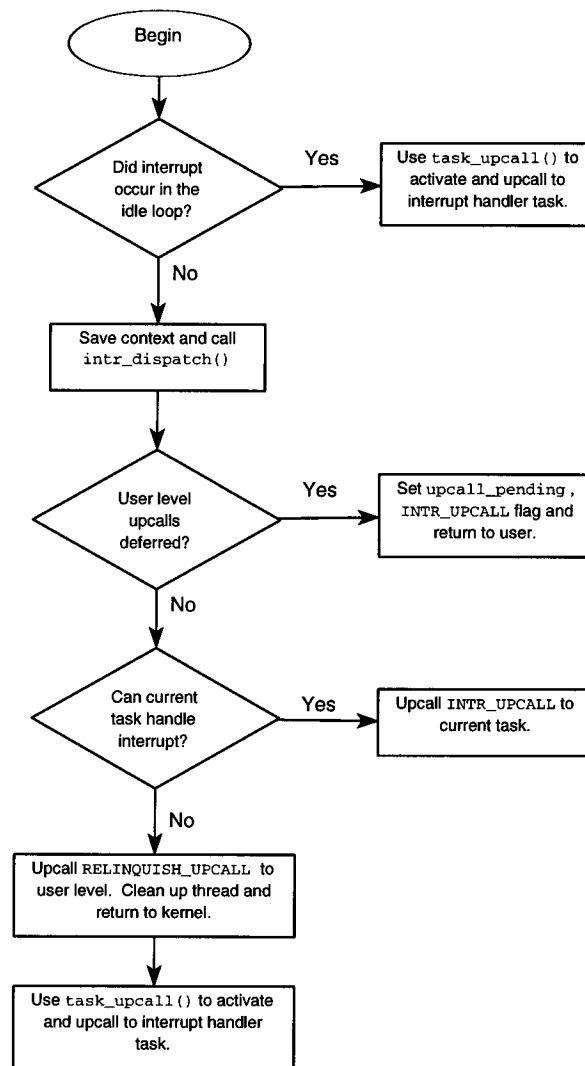 Begin
Did interrupt
occur in the
idle loop?
Yes
Use task_upcall() to
activate and upcall to
interrupt handler task.
No
Save context and call
intr_dispatch()
User level
upcalls
deferred?
Yes
Set upcall_pending ,
INTR_UPCALL flag and
return to user.
No
Can current
task handle
interrupt?
Yes
Upcall INTR_UPCALL to
current task.
No
Upcall RELINQUISH_UPCALL to
user level. Clean up thread and
return to kernel.
Use task_upcall() to activate
and upcall to interrupt handler
task.